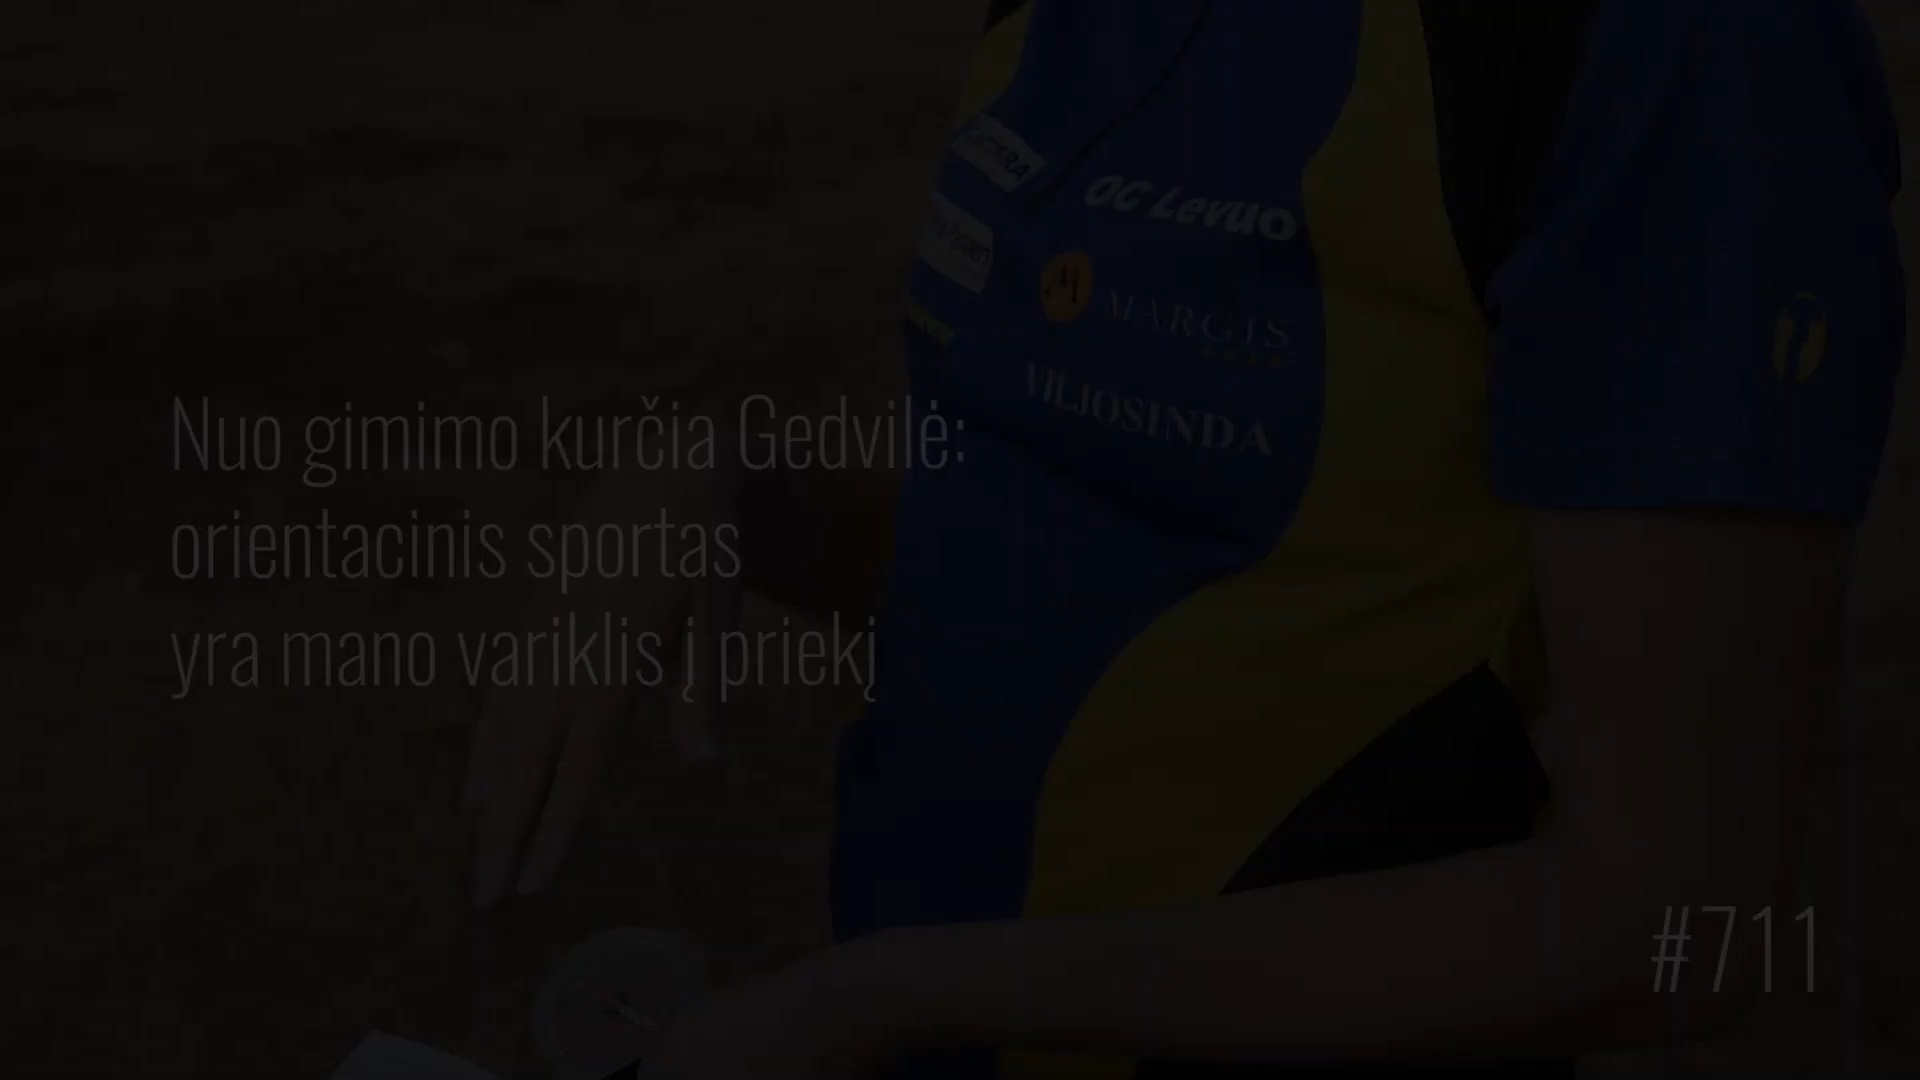 OC Levuo
M MARGIS
VILJOSINDA
Nuo gimimo kurčia Gedvilė:
orientacinis sportas
yra mano variklis į priekį
#711